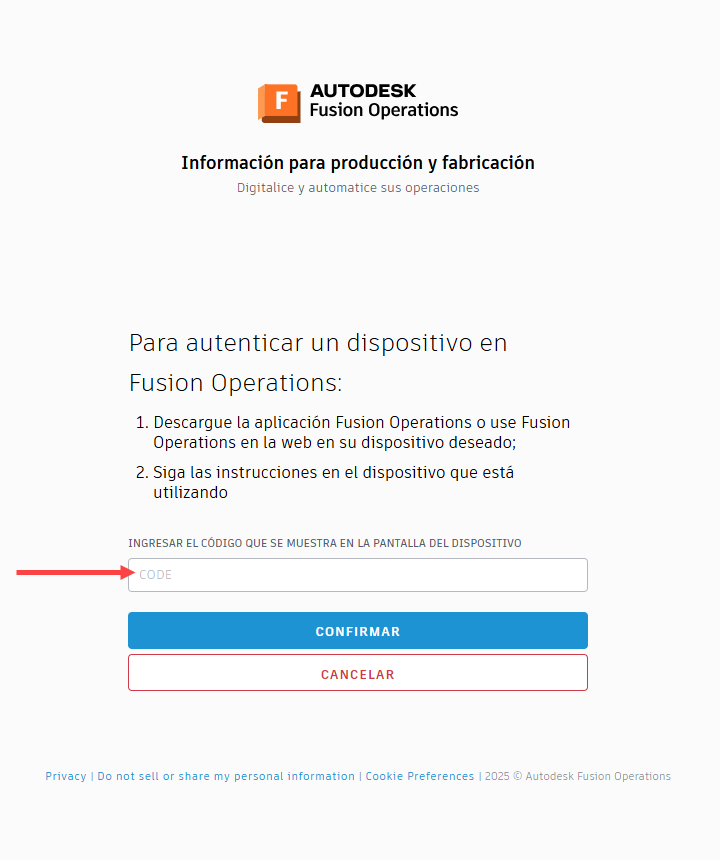 F
AUTODESK
Fusion Operations
Información para producción y fabricación
Digitalice y automatice sus operaciones
Para autenticar un dispositivo en
Fusion Operations:
1. Descargue la aplicación Fusion Operations o use Fusion
Operations en la web en su dispositivo deseado;
2. Siga las instrucciones en el dispositivo que está
utilizando
INGRESAR EL CÓDIGO QUE SE MUESTRA EN LA PANTALLA DEL DISPOSITIVO
CODE
CONFIRMAR
CANCELAR
Privacy | Do not sell or share my personal information | Cookie Preferences | 2025 © Autodesk Fusion Operations